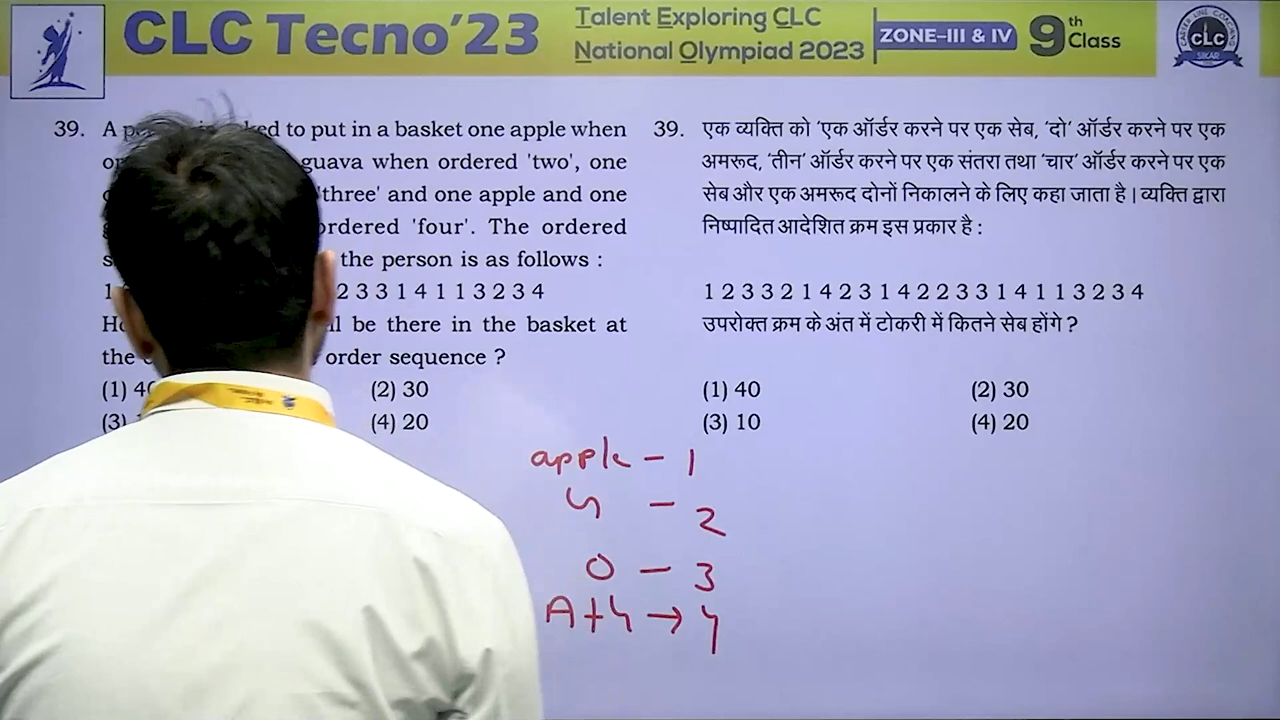 CLC Tecno'23
Talent Exploring CLC
National Olympiad 2023
ZONE–III & IV
9th Class
CAREER LINE COACHING
CLC
SIKAR
39. A ked to put in a basket one apple when
guava when ordered 'two', one
'three' and one apple and one
ordered 'four'. The ordered
the person is as follows :
1 2 3 3 1 4 1 1 3 2 3 4
be there in the basket at
the order sequence ?
(1) (2) 30
(3) (4) 20
39. एक व्यक्ति को 'एक ऑर्डर करने पर एक सेब, 'दो' ऑर्डर करने पर एक
अमरूद, 'तीन' ऑर्डर करने पर एक संतरा तथा 'चार' ऑर्डर करने पर एक
सेब और एक अमरूद दोनों निकालने के लिए कहा जाता है। व्यक्ति द्वारा
निष्पादित आदेशित क्रम इस प्रकार है :
1 2 3 3 2 1 4 2 3 1 4 2 2 3 3 1 4 1 1 3 2 3 4
उपरोक्त क्रम के अंत में टोकरी में कितने सेब होंगे ?
(1) 40 (2) 30
(3) 10 (4) 20
apple – 1
G – 2
O – 3
A+G → 4